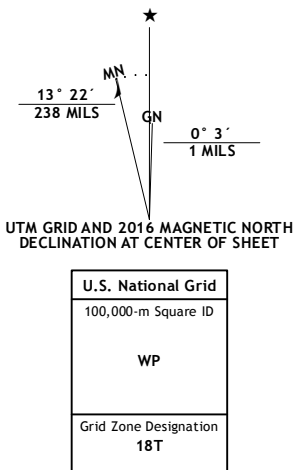 ★
MN
13° 22´
238 MILS
GN
0° 3´
1 MILS
UTM GRID AND 2016 MAGNETIC NORTH
DECLINATION AT CENTER OF SHEET
U.S. National Grid
100,000-m Square ID
WP
Grid Zone Designation
18T